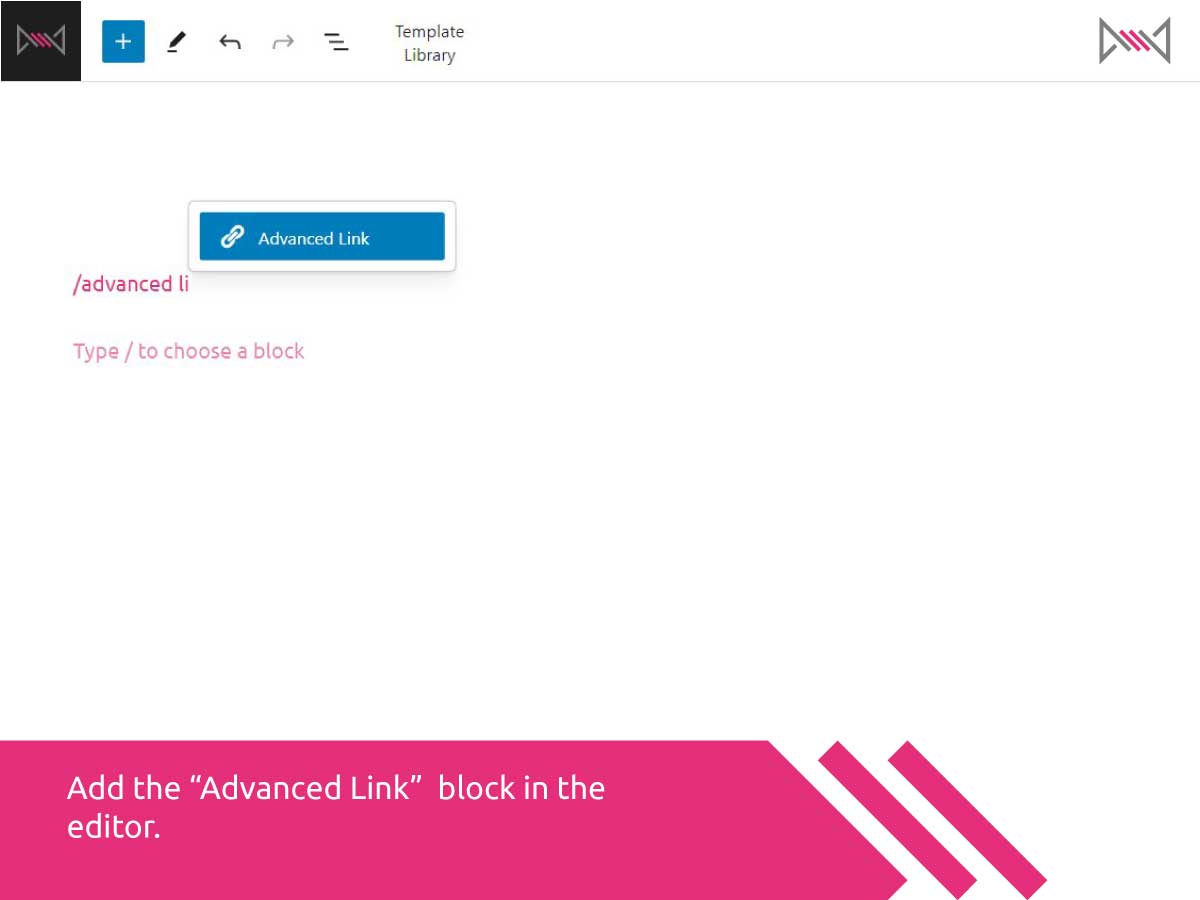 Template
Library
Advanced Link
/advanced li
Type / to choose a block
Add the “Advanced Link” block in the
editor.